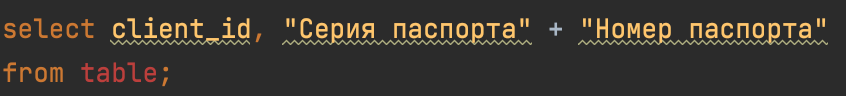 select client_id, "Серия паспорта" + "Номер паспорта"
from table;